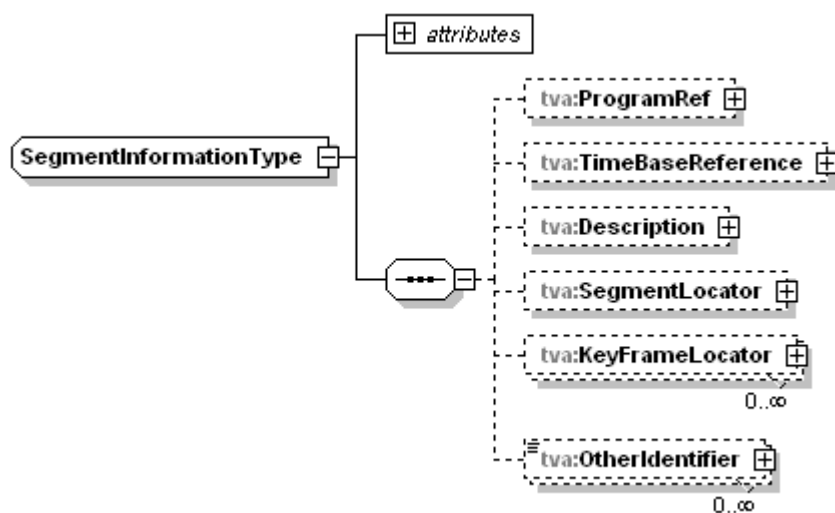 attributes
tva:ProgramRef
SegmentInformationType
tva:TimeBaseReference
tva:Description
tva:SegmentLocator
tva:KeyFrameLocator
0..∞
tva:OtherIdentifier
0..∞